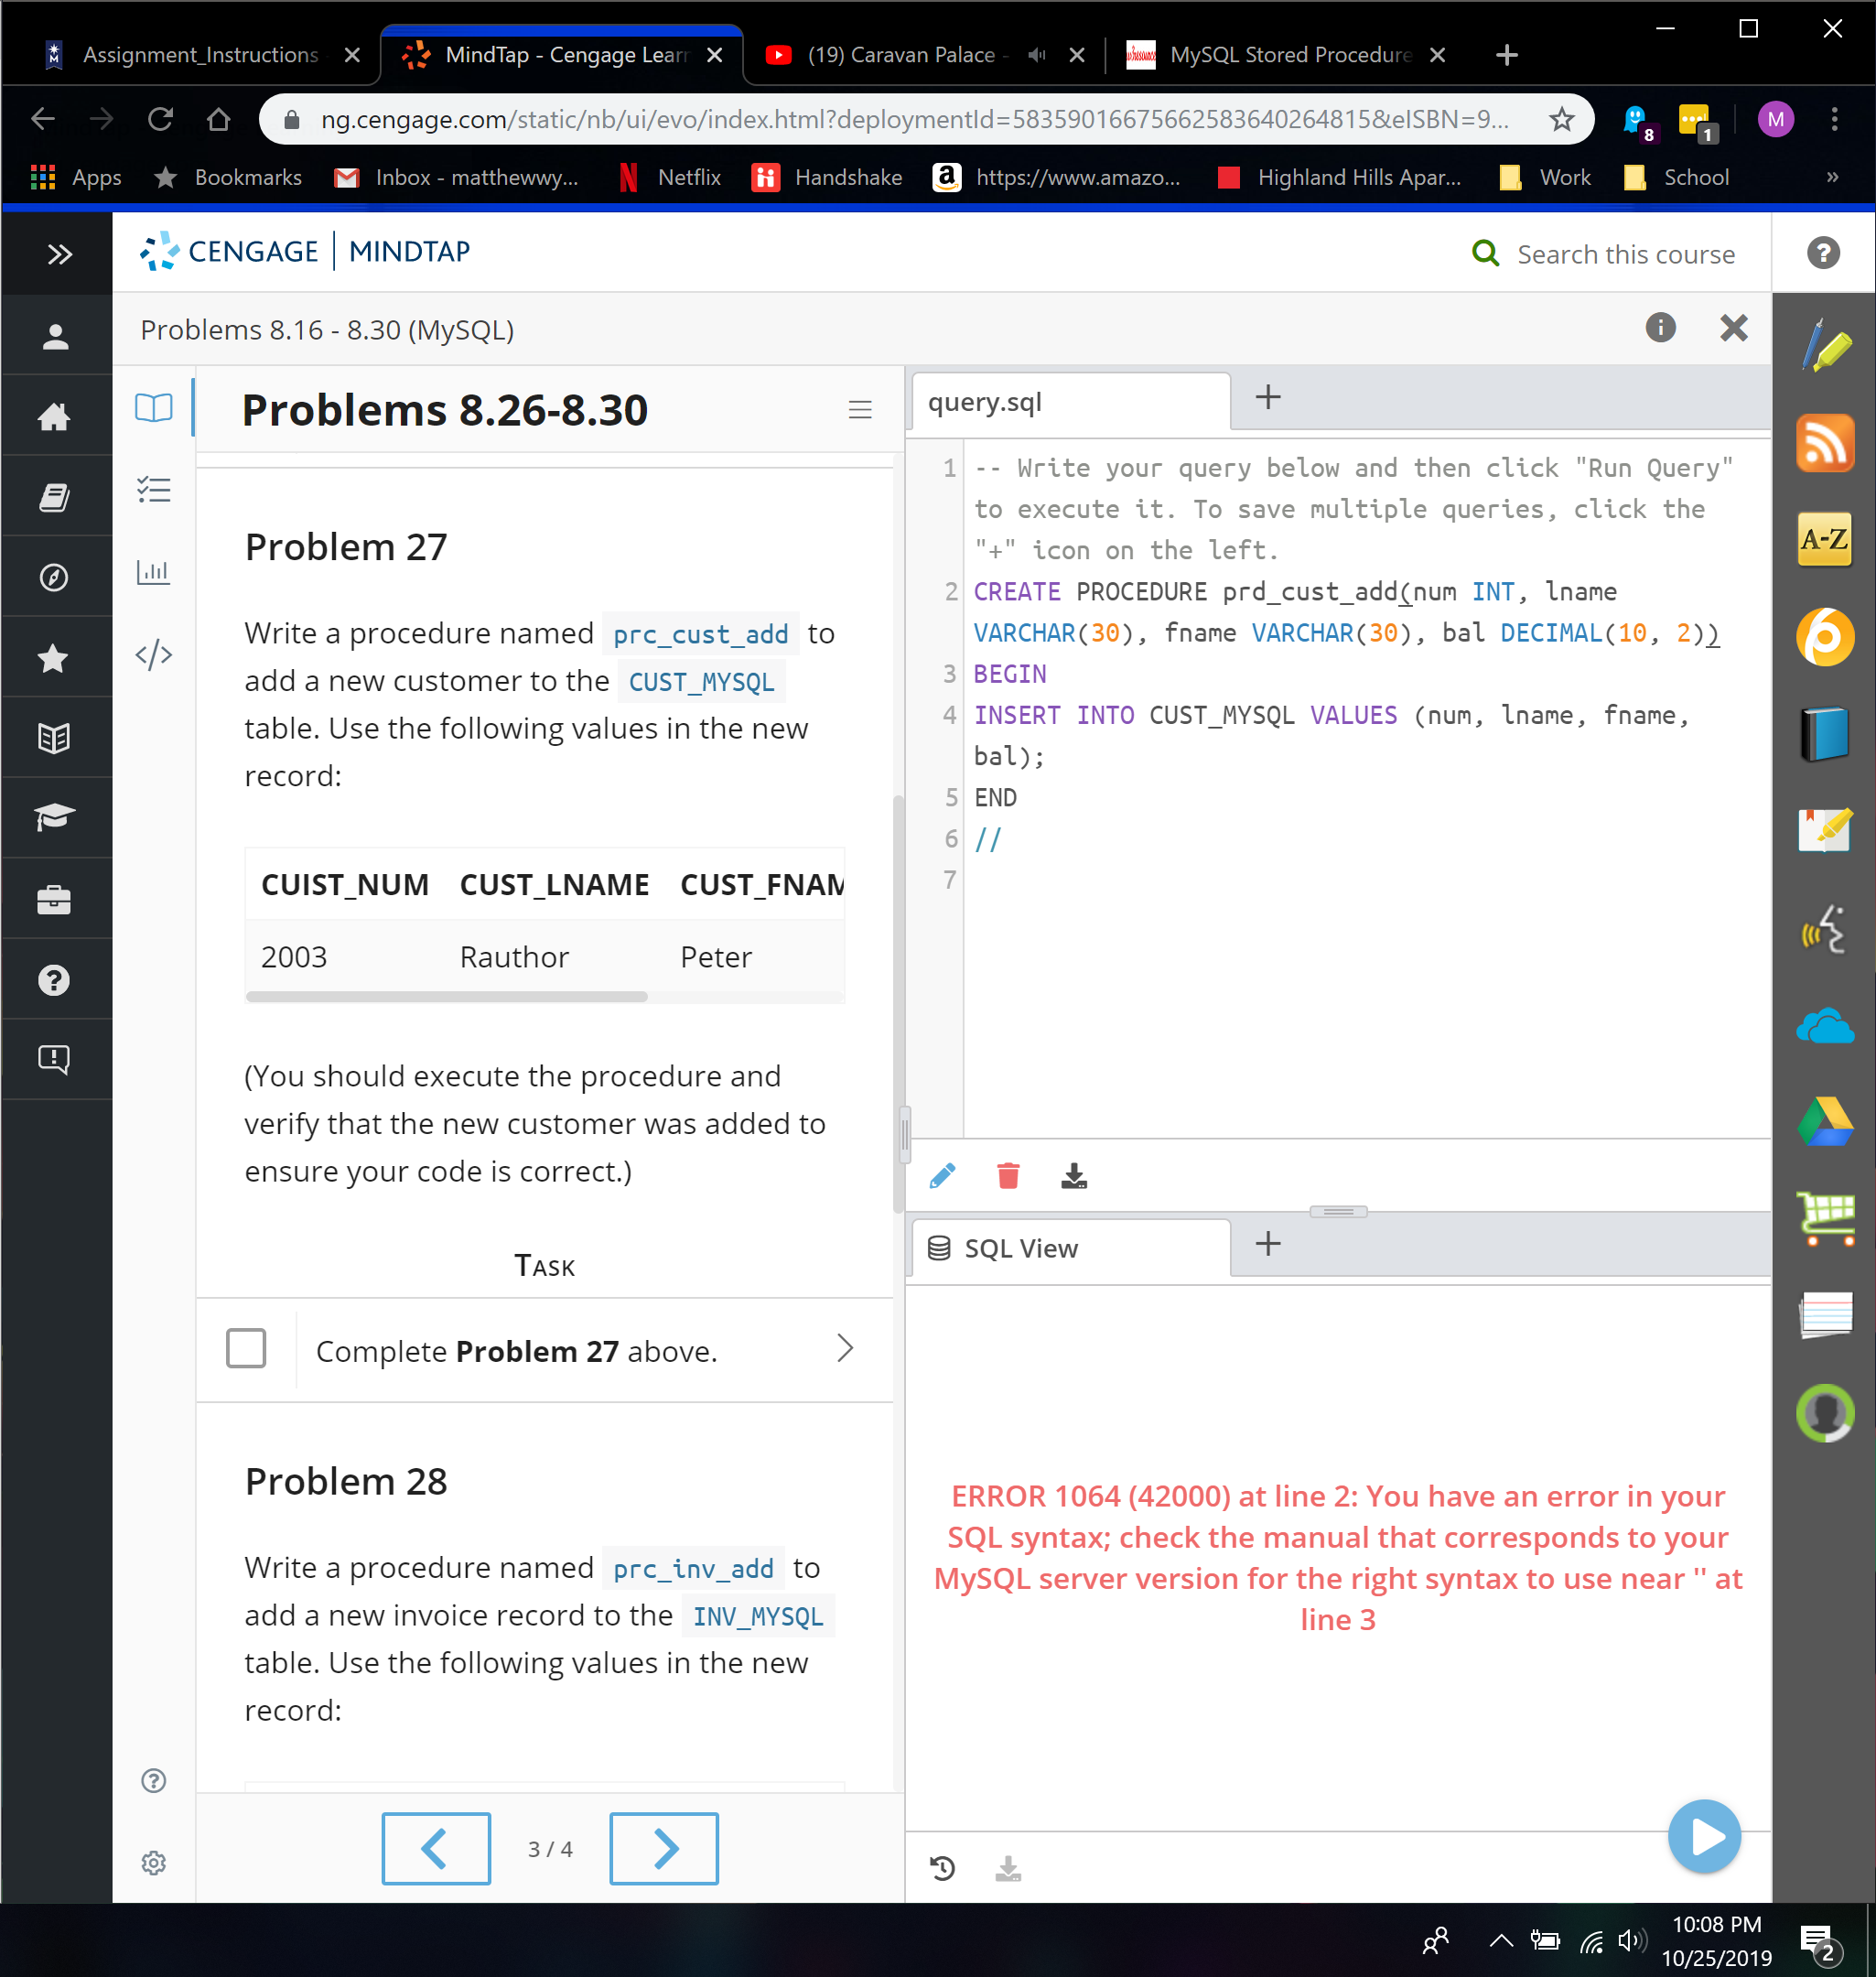 Assignment_Instructions
MindTap - Cengage Lear
(19) Caravan Palace -
MySQL Stored Procedure
ng.cengage.com/static/nb/ui/evo/index.html?deploymentId=5835901667566258364026481 5&eISBN=9...
8
1
M
Apps
Bookmarks
Inbox - matthewwy...
Netflix
Handshake
https://www.amazo...
Highland Hills Apar...
Work
School
»
CENGAGE | MINDTAP
Search this course
Problems 8.16 - 8.30 (MySQL)
Problems 8.26-8.30
Problem 27
Write a procedure named prc_cust_add to
add a new customer to the CUST_MYSQL
table. Use the following values in the new
record:
CUIST_NUM CUST_LNAME CUST_FNAM
2003 Rauthor Peter
(You should execute the procedure and
verify that the new customer was added to
ensure your code is correct.)
TASK
Complete Problem 27 above.
Problem 28
Write a procedure named prc_inv_add to
add a new invoice record to the INV_MYSQL
table. Use the following values in the new
record:
3 / 4
query.sql
1 -- Write your query below and then click "Run Query"
to execute it. To save multiple queries, click the
"+" icon on the left.
2 CREATE PROCEDURE prd_cust_add(num INT, lname
VARCHAR(30), fname VARCHAR(30), bal DECIMAL(10, 2))
3 BEGIN
4 INSERT INTO CUST_MYSQL VALUES (num, lname, fname,
bal);
5 END
6 //
7
SQL View
ERROR 1064 (42000) at line 2: You have an error in your
SQL syntax; check the manual that corresponds to your
MySQL server version for the right syntax to use near '' at
line 3
A-Z
10:08 PM
10/25/2019
2